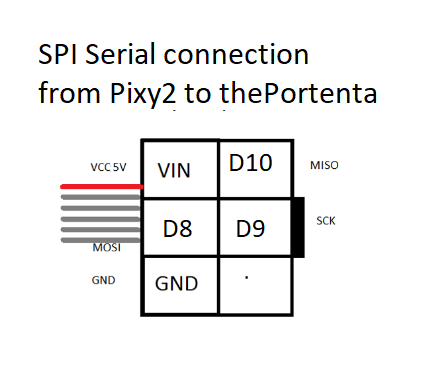 SPI Serial connection
from Pixy2 to thePortenta
VCC 5V VIN D10 MISO
D8 D9 SCK
MOSI
GND GND .